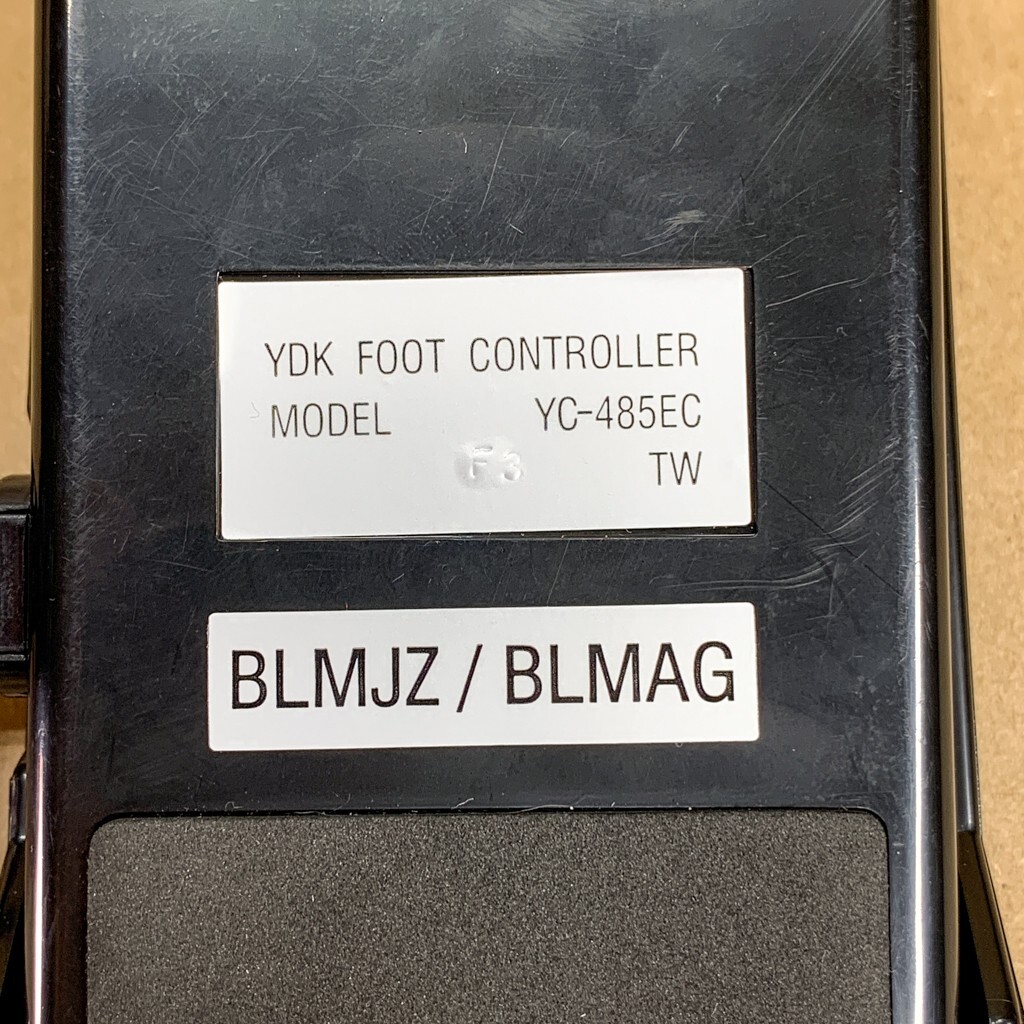 YDK FOOT CONTROLLER
MODEL YC-485EC
F3 TW
BLMJZ / BLMAG